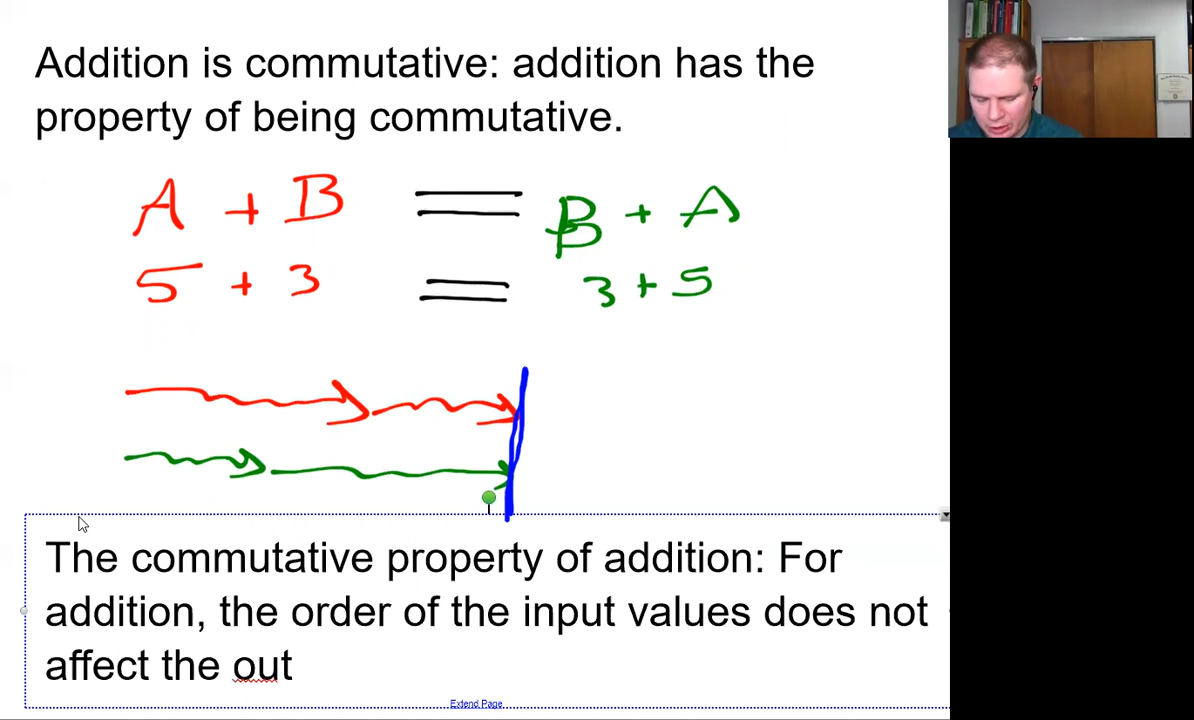 Addition is commutative: addition has the
property of being commutative.
A + B = B + A
5 + 3 = 3 + 5
The commutative property of addition: For
addition, the order of the input values does not
affect the out
Extend Page